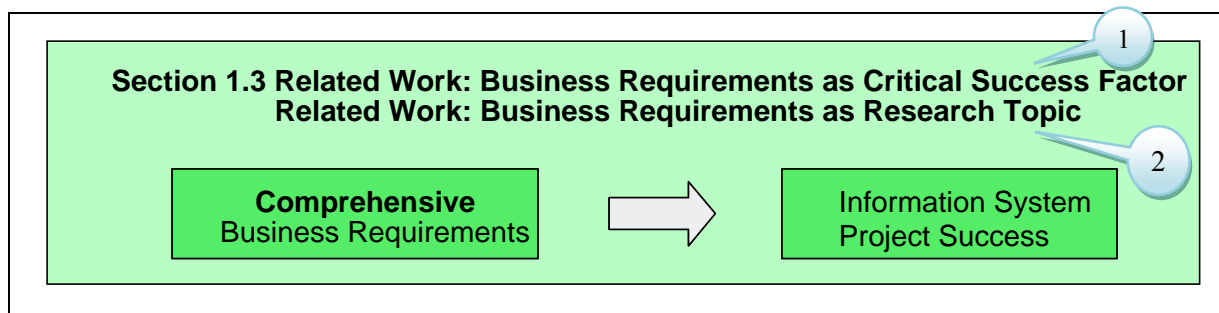 1
Section 1.3 Related Work: Business Requirements as Critical Success Factor
Related Work: Business Requirements as Research Topic
2
Comprehensive
Business Requirements
Information System
Project Success